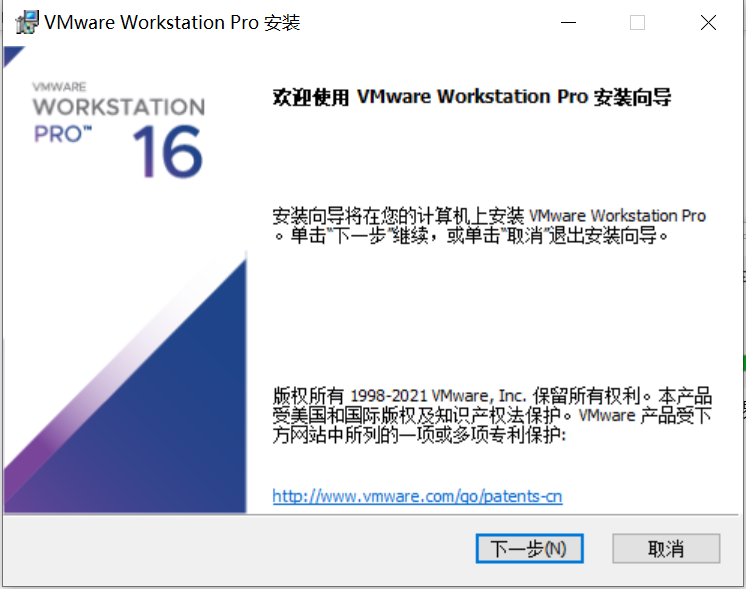 VMware Workstation Pro 安装
VMWARE
WORKSTATION
PRO™ 16
欢迎使用 VMware Workstation Pro 安装向导
安装向导将在您的计算机上安装 VMware Workstation Pro
。单击“下一步”继续，或单击“取消”退出安装向导。
版权所有 1998-2021 VMware, Inc. 保留所有权利。本产品
受美国和国际版权及知识产权法保护。VMware 产品受下
方网站中所列的一项或多项专利保护:
http://www.vmware.com/go/patents-cn
下一步(N)
取消